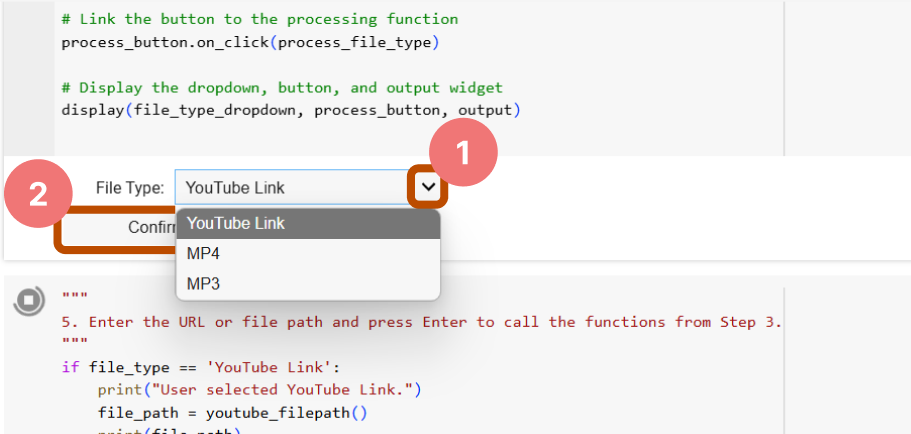 # Link the button to the processing function
process_button.on_click(process_file_type)
# Display the dropdown, button, and output widget
display(file_type_dropdown, process_button, output)
1
2
File Type: YouTube Link
YouTube Link
MP4
MP3
"""
5. Enter the URL or file path and press Enter to call the functions from Step 3.
"""
if file_type == 'YouTube Link':
    print("User selected YouTube Link.")
    file_path = youtube_filepath()
    print(file_path)